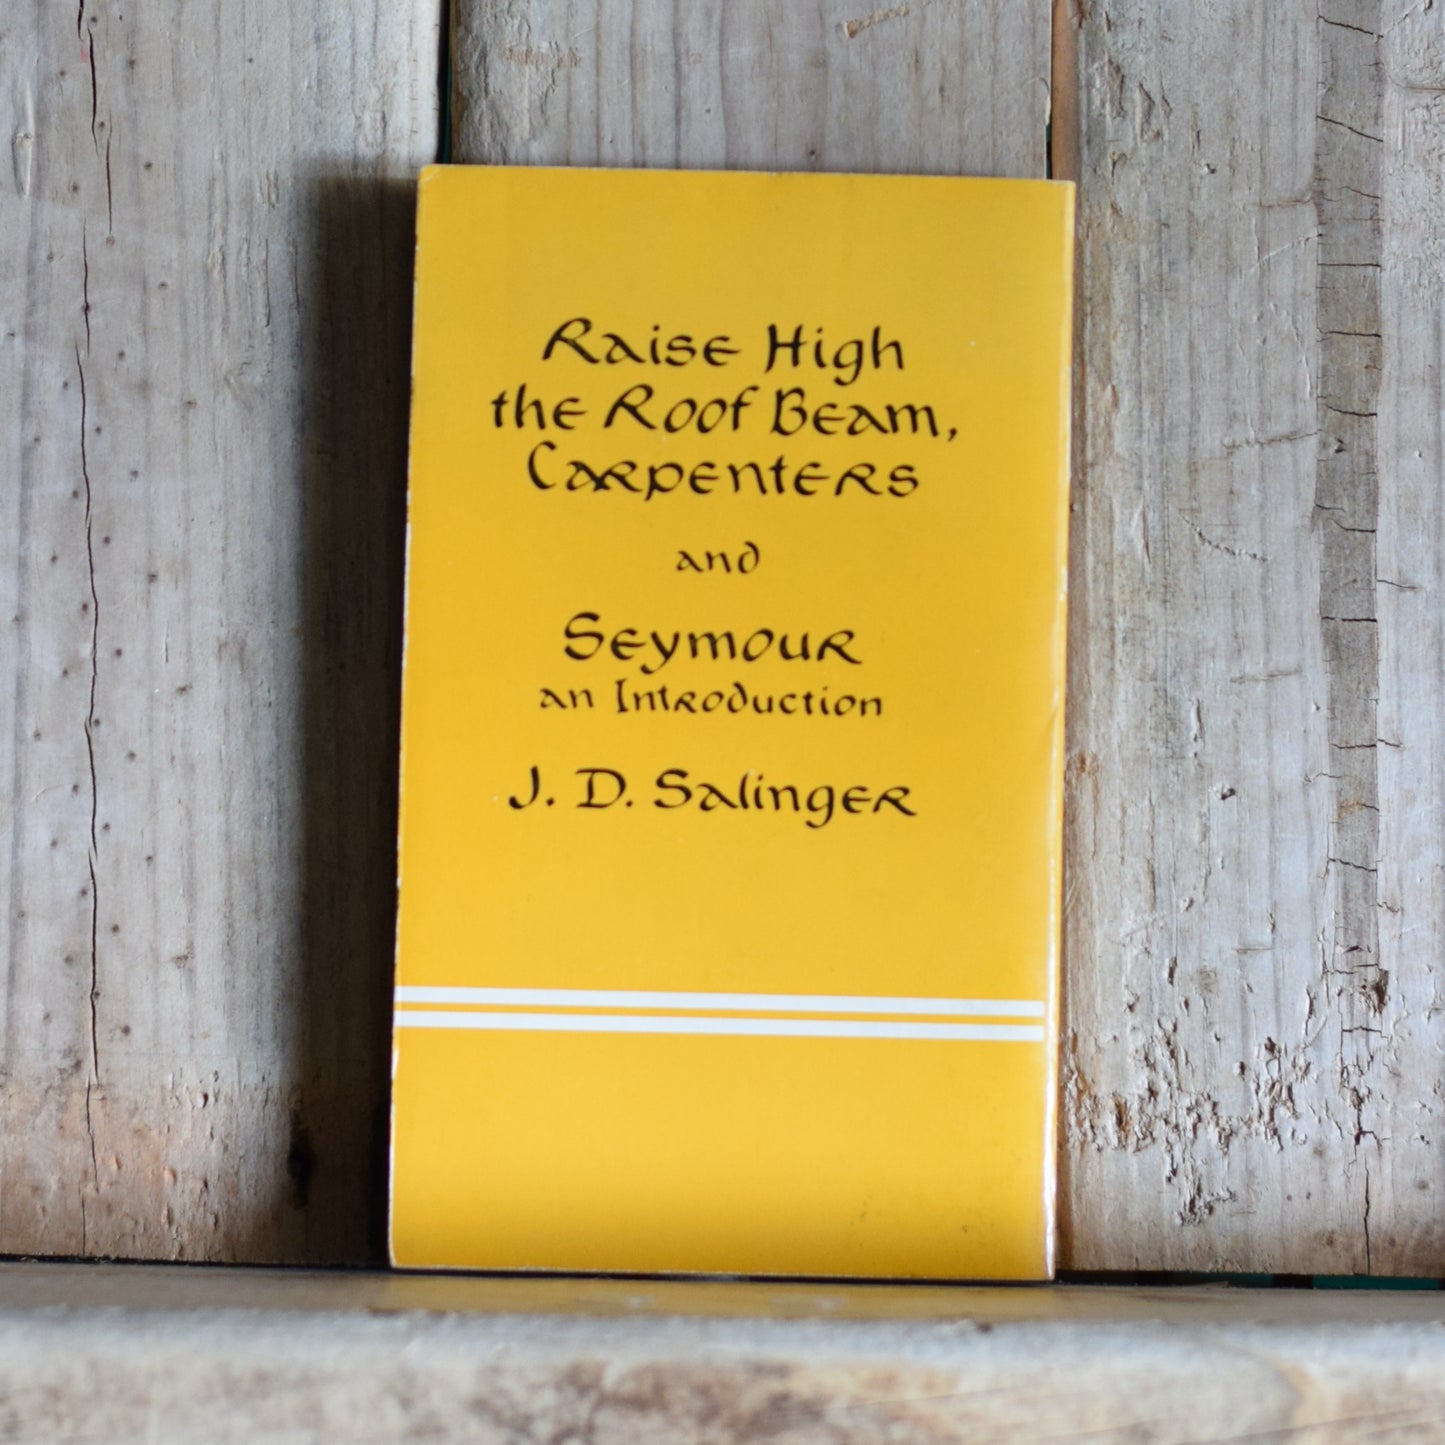 Raise High
the Roof Beam,
Carpenters
and
Seymour
an Introduction
J. D. Salinger